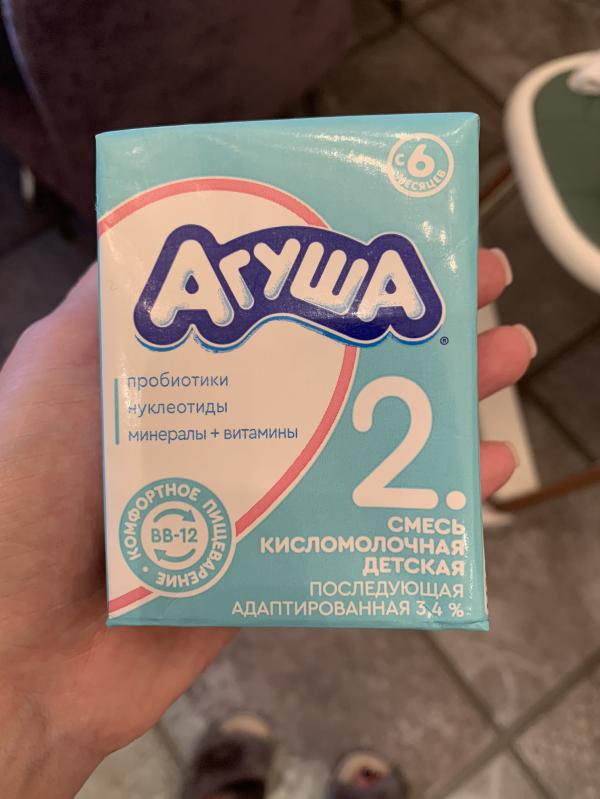 с 6
МЕСЯЦЕВ
АГУША
®
пробиотики
нуклеотиды
минералы + витамины
2.
КОМФОРТНОЕ ПИЩЕВАРЕНИЕ •
BB-12
СМЕСЬ
КИСЛОМОЛОЧНАЯ
ДЕТСКАЯ
ПОСЛЕДУЮЩАЯ
АДАПТИРОВАННАЯ 3,4 %